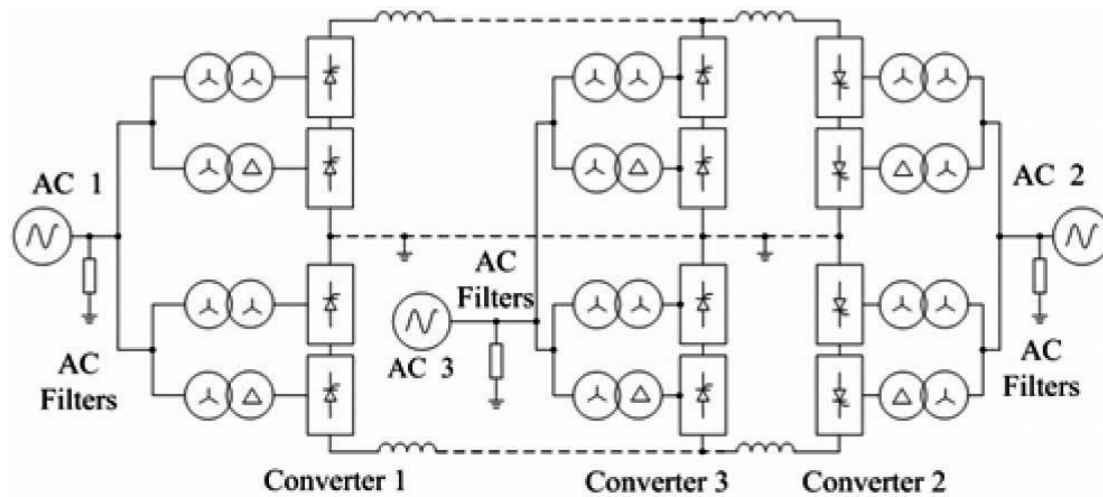 AC 1
AC
Filters
AC
Filters
AC 3
AC 2
AC
Filters
Converter 1
Converter 3
Converter 2